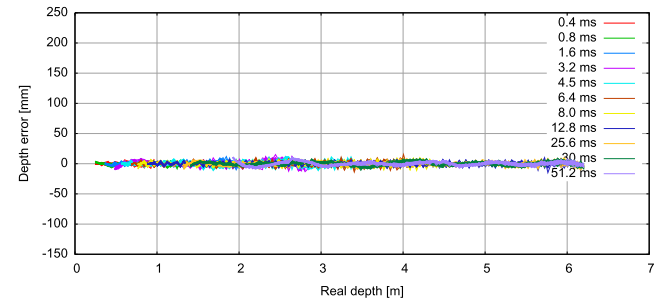 250
200
150
100
50
0
-50
-100
-150
Depth error [mm]
0 1 2 3 4 5 6 7
Real depth [m]
0.4 ms
0.8 ms
1.6 ms
3.2 ms
4.5 ms
6.4 ms
8.0 ms
12.8 ms
25.6 ms
30 ms
51.2 ms